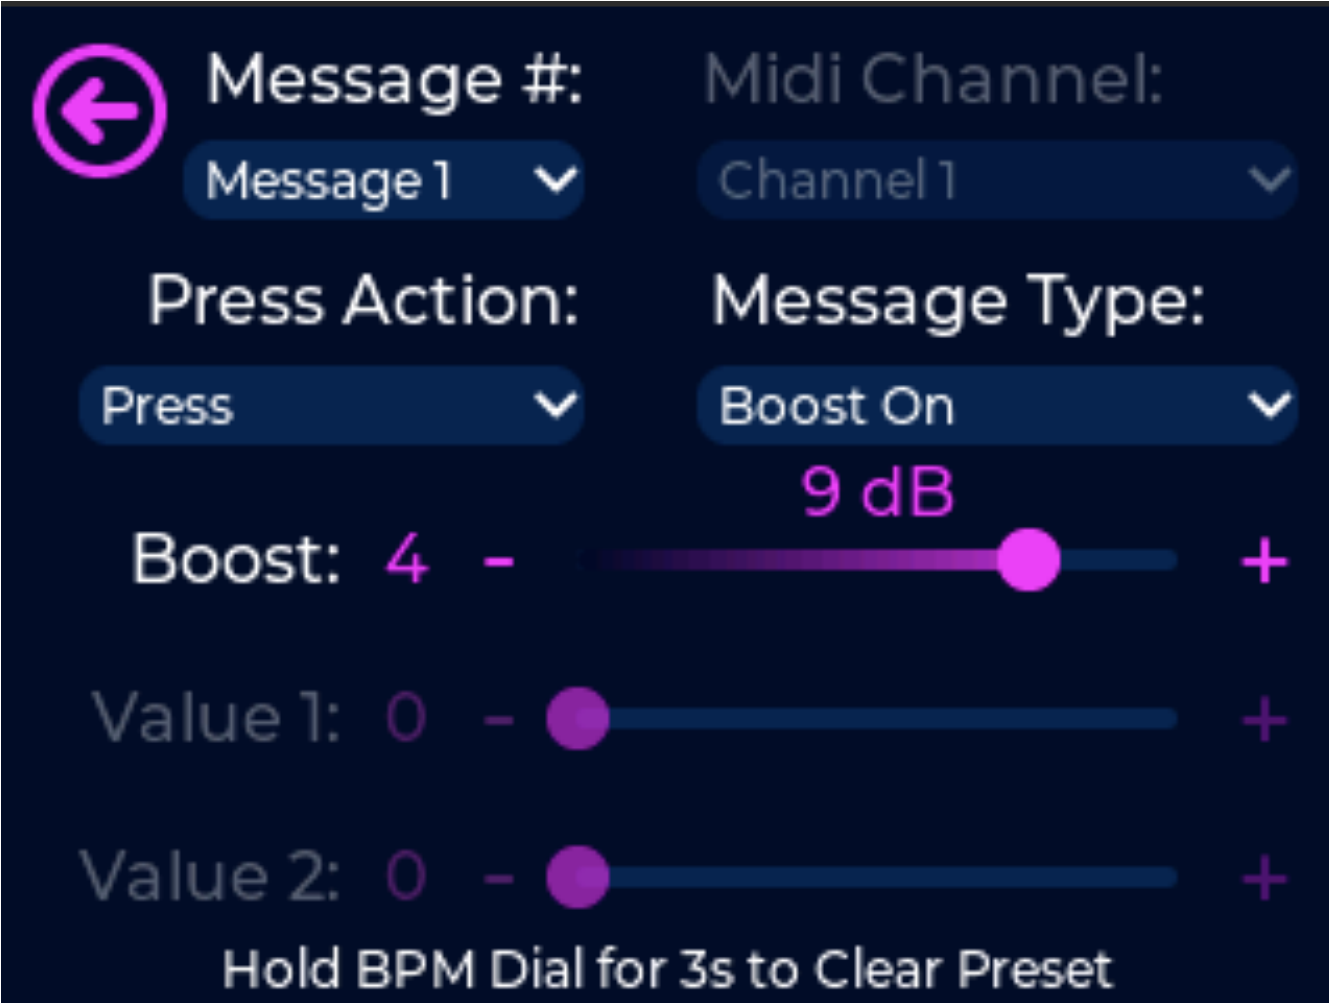 Message #:
Midi Channel:
Message 1
Channel 1
Press Action:
Message Type:
Press
Boost On
9 dB
Boost: 4 - +
Value 1: 0 - +
Value 2: 0 - +
Hold BPM Dial for 3s to Clear Preset